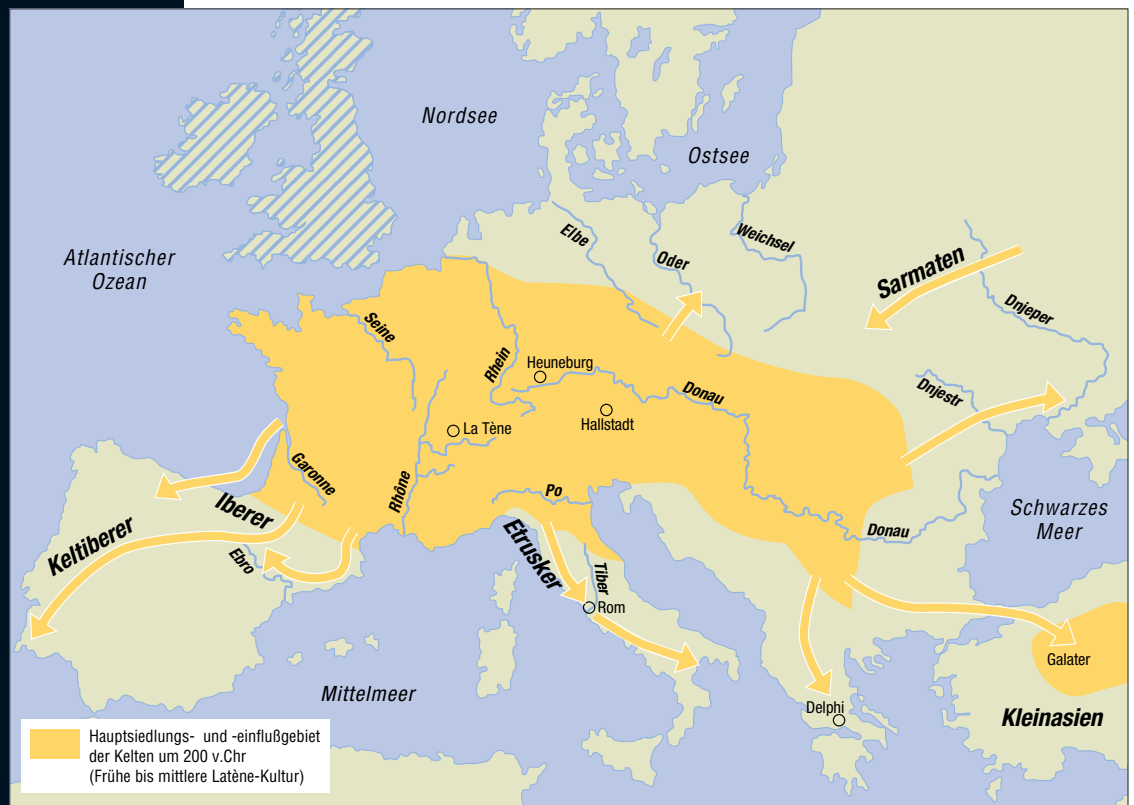 Nordsee
Ostsee
Atlantischer
Ozean
Elbe
Oder
Weichsel
Sarmaten
Dnjeper
Seine
Rhein
Heuneburg
Donau
Dnjestr
La Tène
Hallstadt
Garonne
Rhône
Po
Iberer
Keltiberer
Ebro
Etrusker
Tiber
Rom
Donau
Schwarzes
Meer
Galater
Mittelmeer
Delphi
Kleinasien
Hauptsiedlungs- und -einflußgebiet
der Kelten um 200 v.Chr
(Frühe bis mittlere Latène-Kultur)